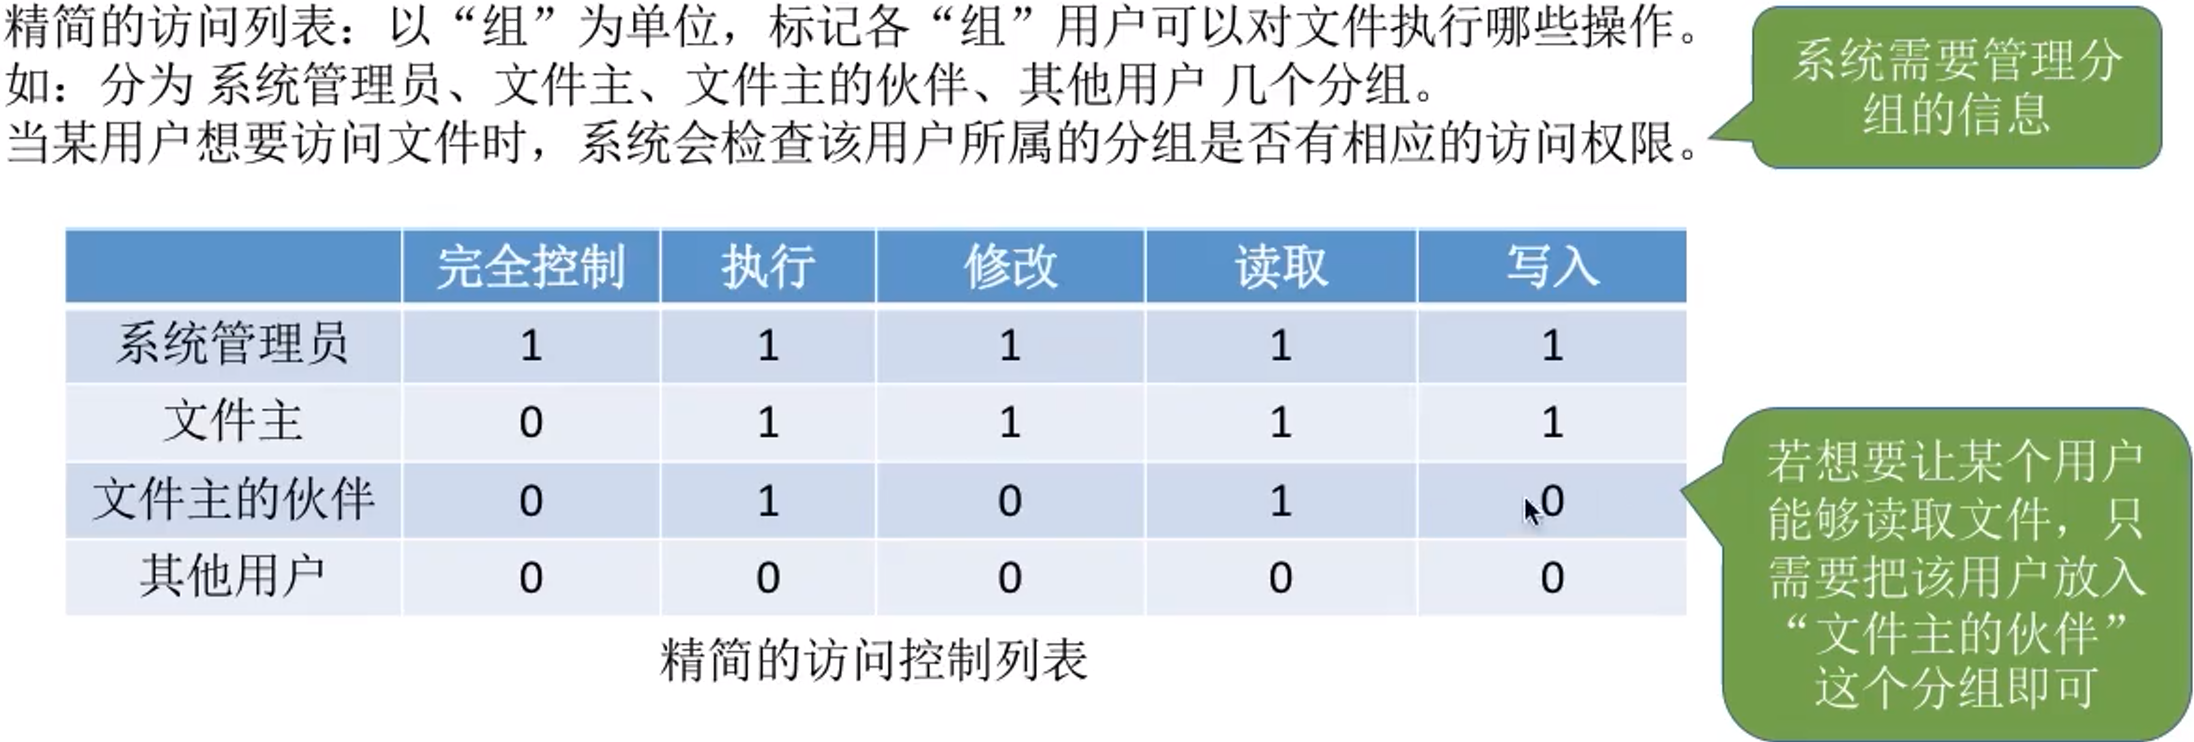 精简的访问列表：以“组”为单位，标记各“组”用户可以对文件执行哪些操作。
如：分为 系统管理员、文件主、文件主的伙伴、其他用户 几个分组。
当某用户想要访问文件时，系统会检查该用户所属的分组是否有相应的访问权限。
系统需要管理分
组的信息
完全控制 执行 修改 读取 写入
系统管理员 1 1 1 1 1
文件主 0 1 1 1 1
文件主的伙伴 0 1 0 1 0
其他用户 0 0 0 0 0
精简的访问控制列表
若想要让某个用户
能够读取文件，只
需要把该用户放入
“文件主的伙伴”
这个分组即可